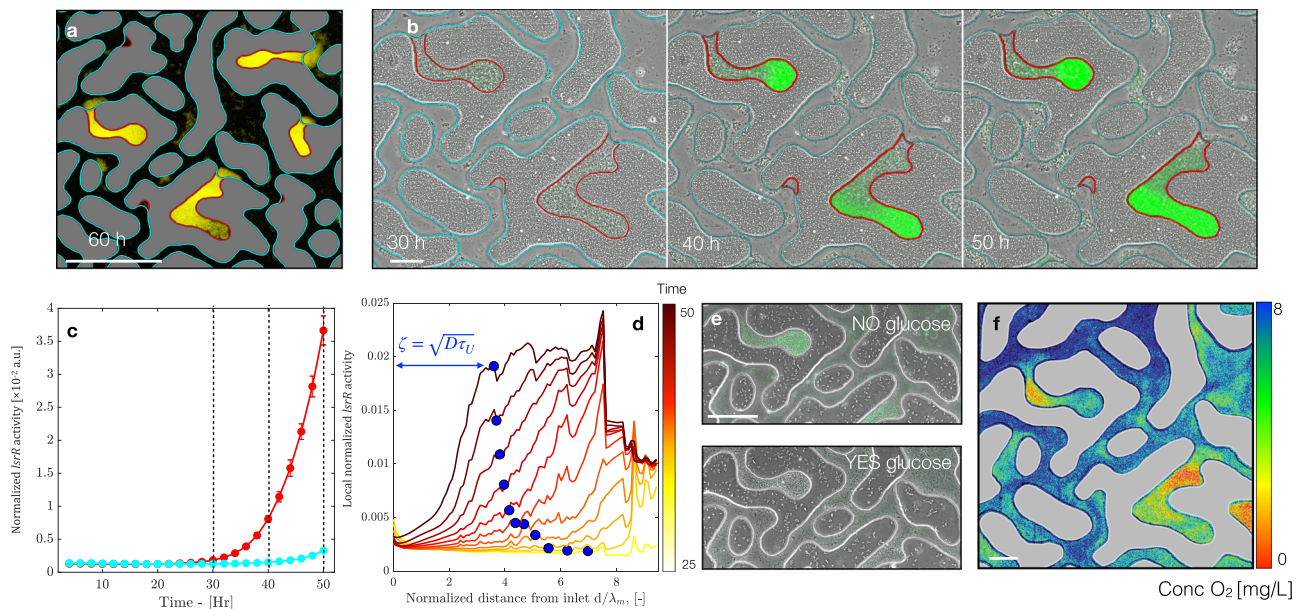 a
60 h
b
30 h
40 h
50 h
c
Normalized lsrR activity [×10⁻² a.u.]
4
3.5
3
2.5
2
1.5
1
0.5
0
10
20
30
40
50
Time - [Hr]
d
Local normalized lsrR activity
0.025
0.02
0.015
0.01
0.005
0
ζ = √Dτ_U
0
2
4
6
8
Normalized distance from inlet d/λₘ, [-]
Time
50
25
e
NO glucose
YES glucose
f
8
0
Conc O₂ [mg/L]